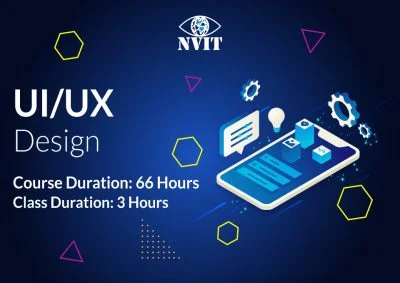 NVIT
UI/UX
Design
Course Duration: 66 Hours
Class Duration: 3 Hours